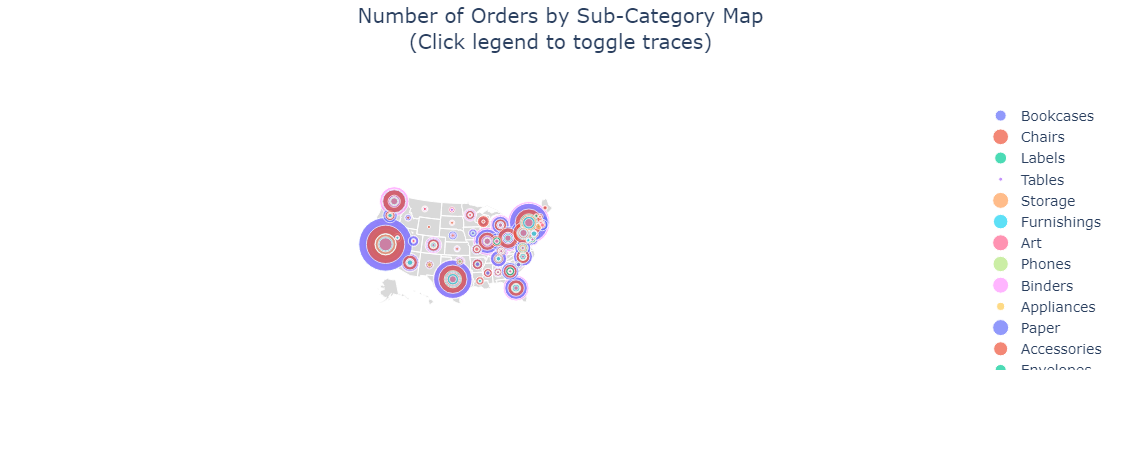 Number of Orders by Sub-Category Map
(Click legend to toggle traces)
Bookcases
Chairs
Labels
Tables
Storage
Furnishings
Art
Phones
Binders
Appliances
Paper
Accessories
Envelopes